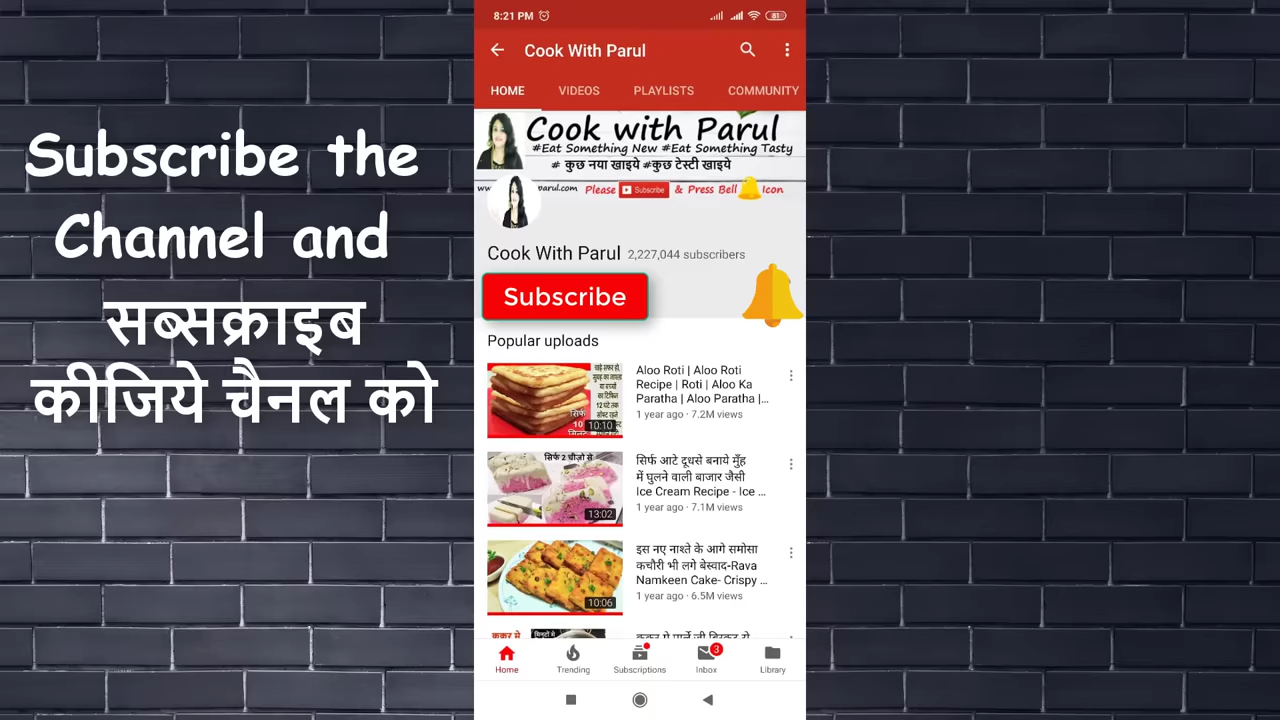 Subscribe the
Channel and
सब्सक्राइब
कीजिये चैनल को
8:21 PM
81
Cook With Parul
HOME VIDEOS PLAYLISTS COMMUNITY
Cook with Parul
#Eat Something New #Eat Something Tasty
# कुछ नया खाइये #कुछ टेस्टी खाइये
Please Subscribe & Press Bell Icon
Cook With Parul 2,227,044 subscribers
Subscribe
Popular uploads
Aloo Roti | Aloo Roti
Recipe | Roti | Aloo Ka
Paratha | Aloo Paratha |...
1 year ago · 7.2M views
सिर्फ
10
10:10
सिर्फ आटे दूधसे बनाये मुँह
में घुलने वाली बाजार जैसी
Ice Cream Recipe - Ice ...
1 year ago · 7.1M views
सिर्फ 2 चीज़ो से
13:02
इस नए नाश्ते के आगे समोसा
कचौरी भी लगे बेस्वाद-Rava
Namkeen Cake- Crispy ...
1 year ago · 6.5M views
10:06
Home Trending Subscriptions Inbox Library
3